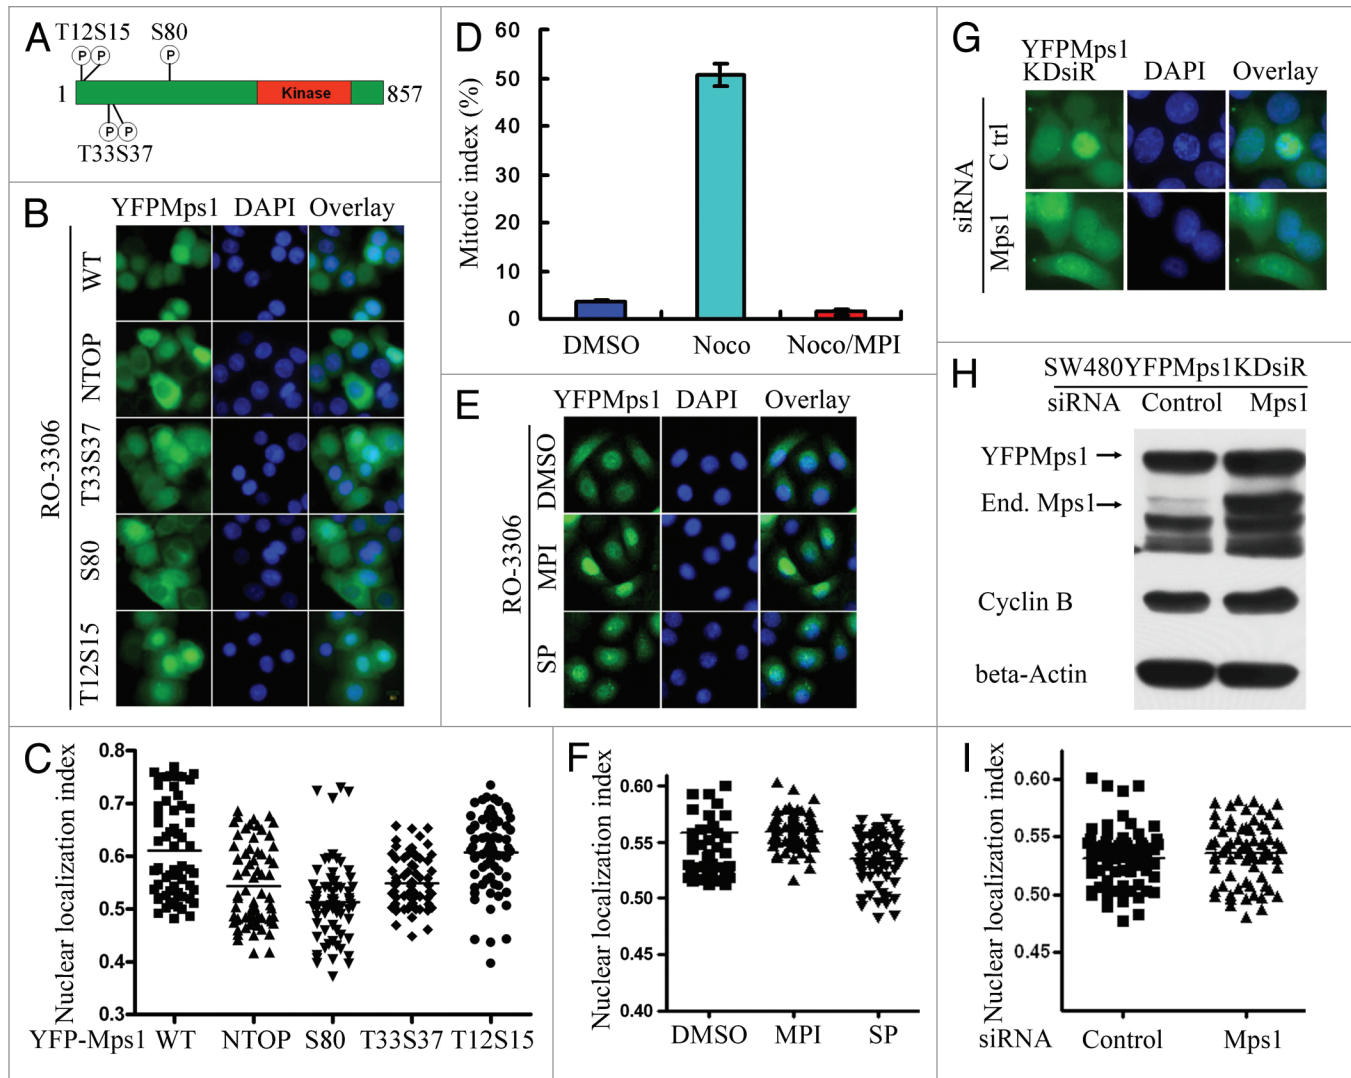 A
T12S15 S80
P P P
1 Kinase 857
P P
T33S37
B
YFPMps1 DAPI Overlay
RO-3306
WT
NTOP
T33S37
S80
T12S15
C
Nuclear localization index
0.8
0.7
0.6
0.5
0.4
0.3
YFP-Mps1 WT NTOP S80 T33S37 T12S15
D
Mitotic index (%)
60
50
40
30
20
10
0
DMSO Noco Noco/MPI
E
YFPMps1 DAPI Overlay
RO-3306
DMSO
MPI
SP
F
Nuclear localization index
0.60
0.55
0.50
0.45
0.40
DMSO MPI SP
G
YFPMps1
KDsiR DAPI Overlay
siRNA
C trl
Mps1
H
SW480YFPMps1KDsiR
siRNA Control Mps1
YFPMps1
End. Mps1
Cyclin B
beta-Actin
I
Nuclear localization index
0.60
0.55
0.50
0.45
siRNA Control Mps1